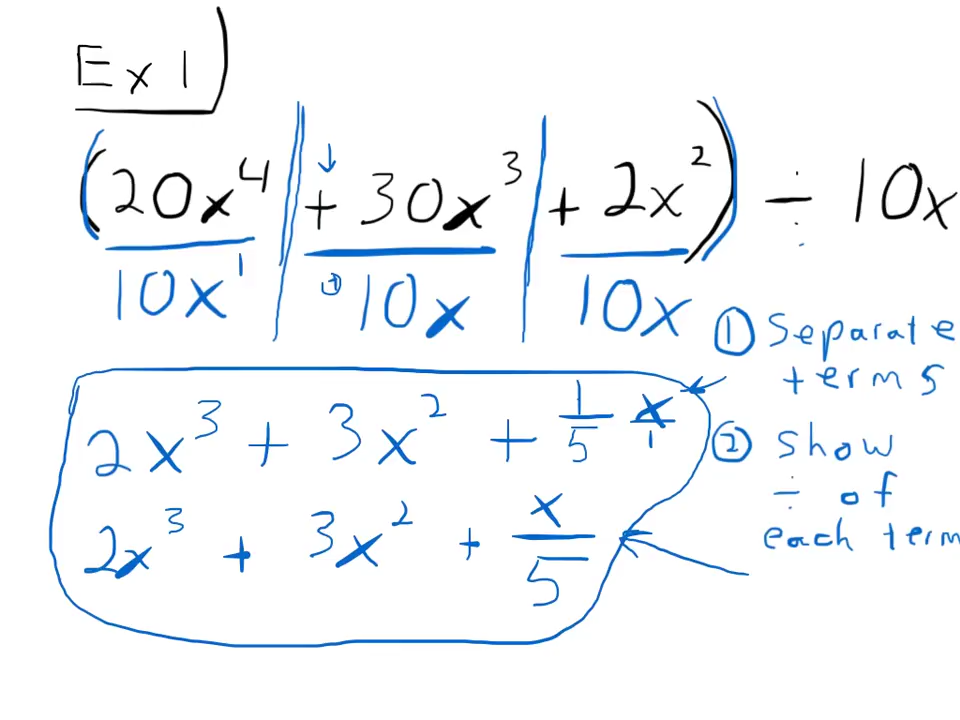 Ex 1)
(20x⁴ + 30x³ + 2x²) ÷ 10x
10x¹ + 10x 10x
① Separate terms
2x³ + 3x² + 1/5 x/1
② Show ÷ of each term
2x³ + 3x² + x/5